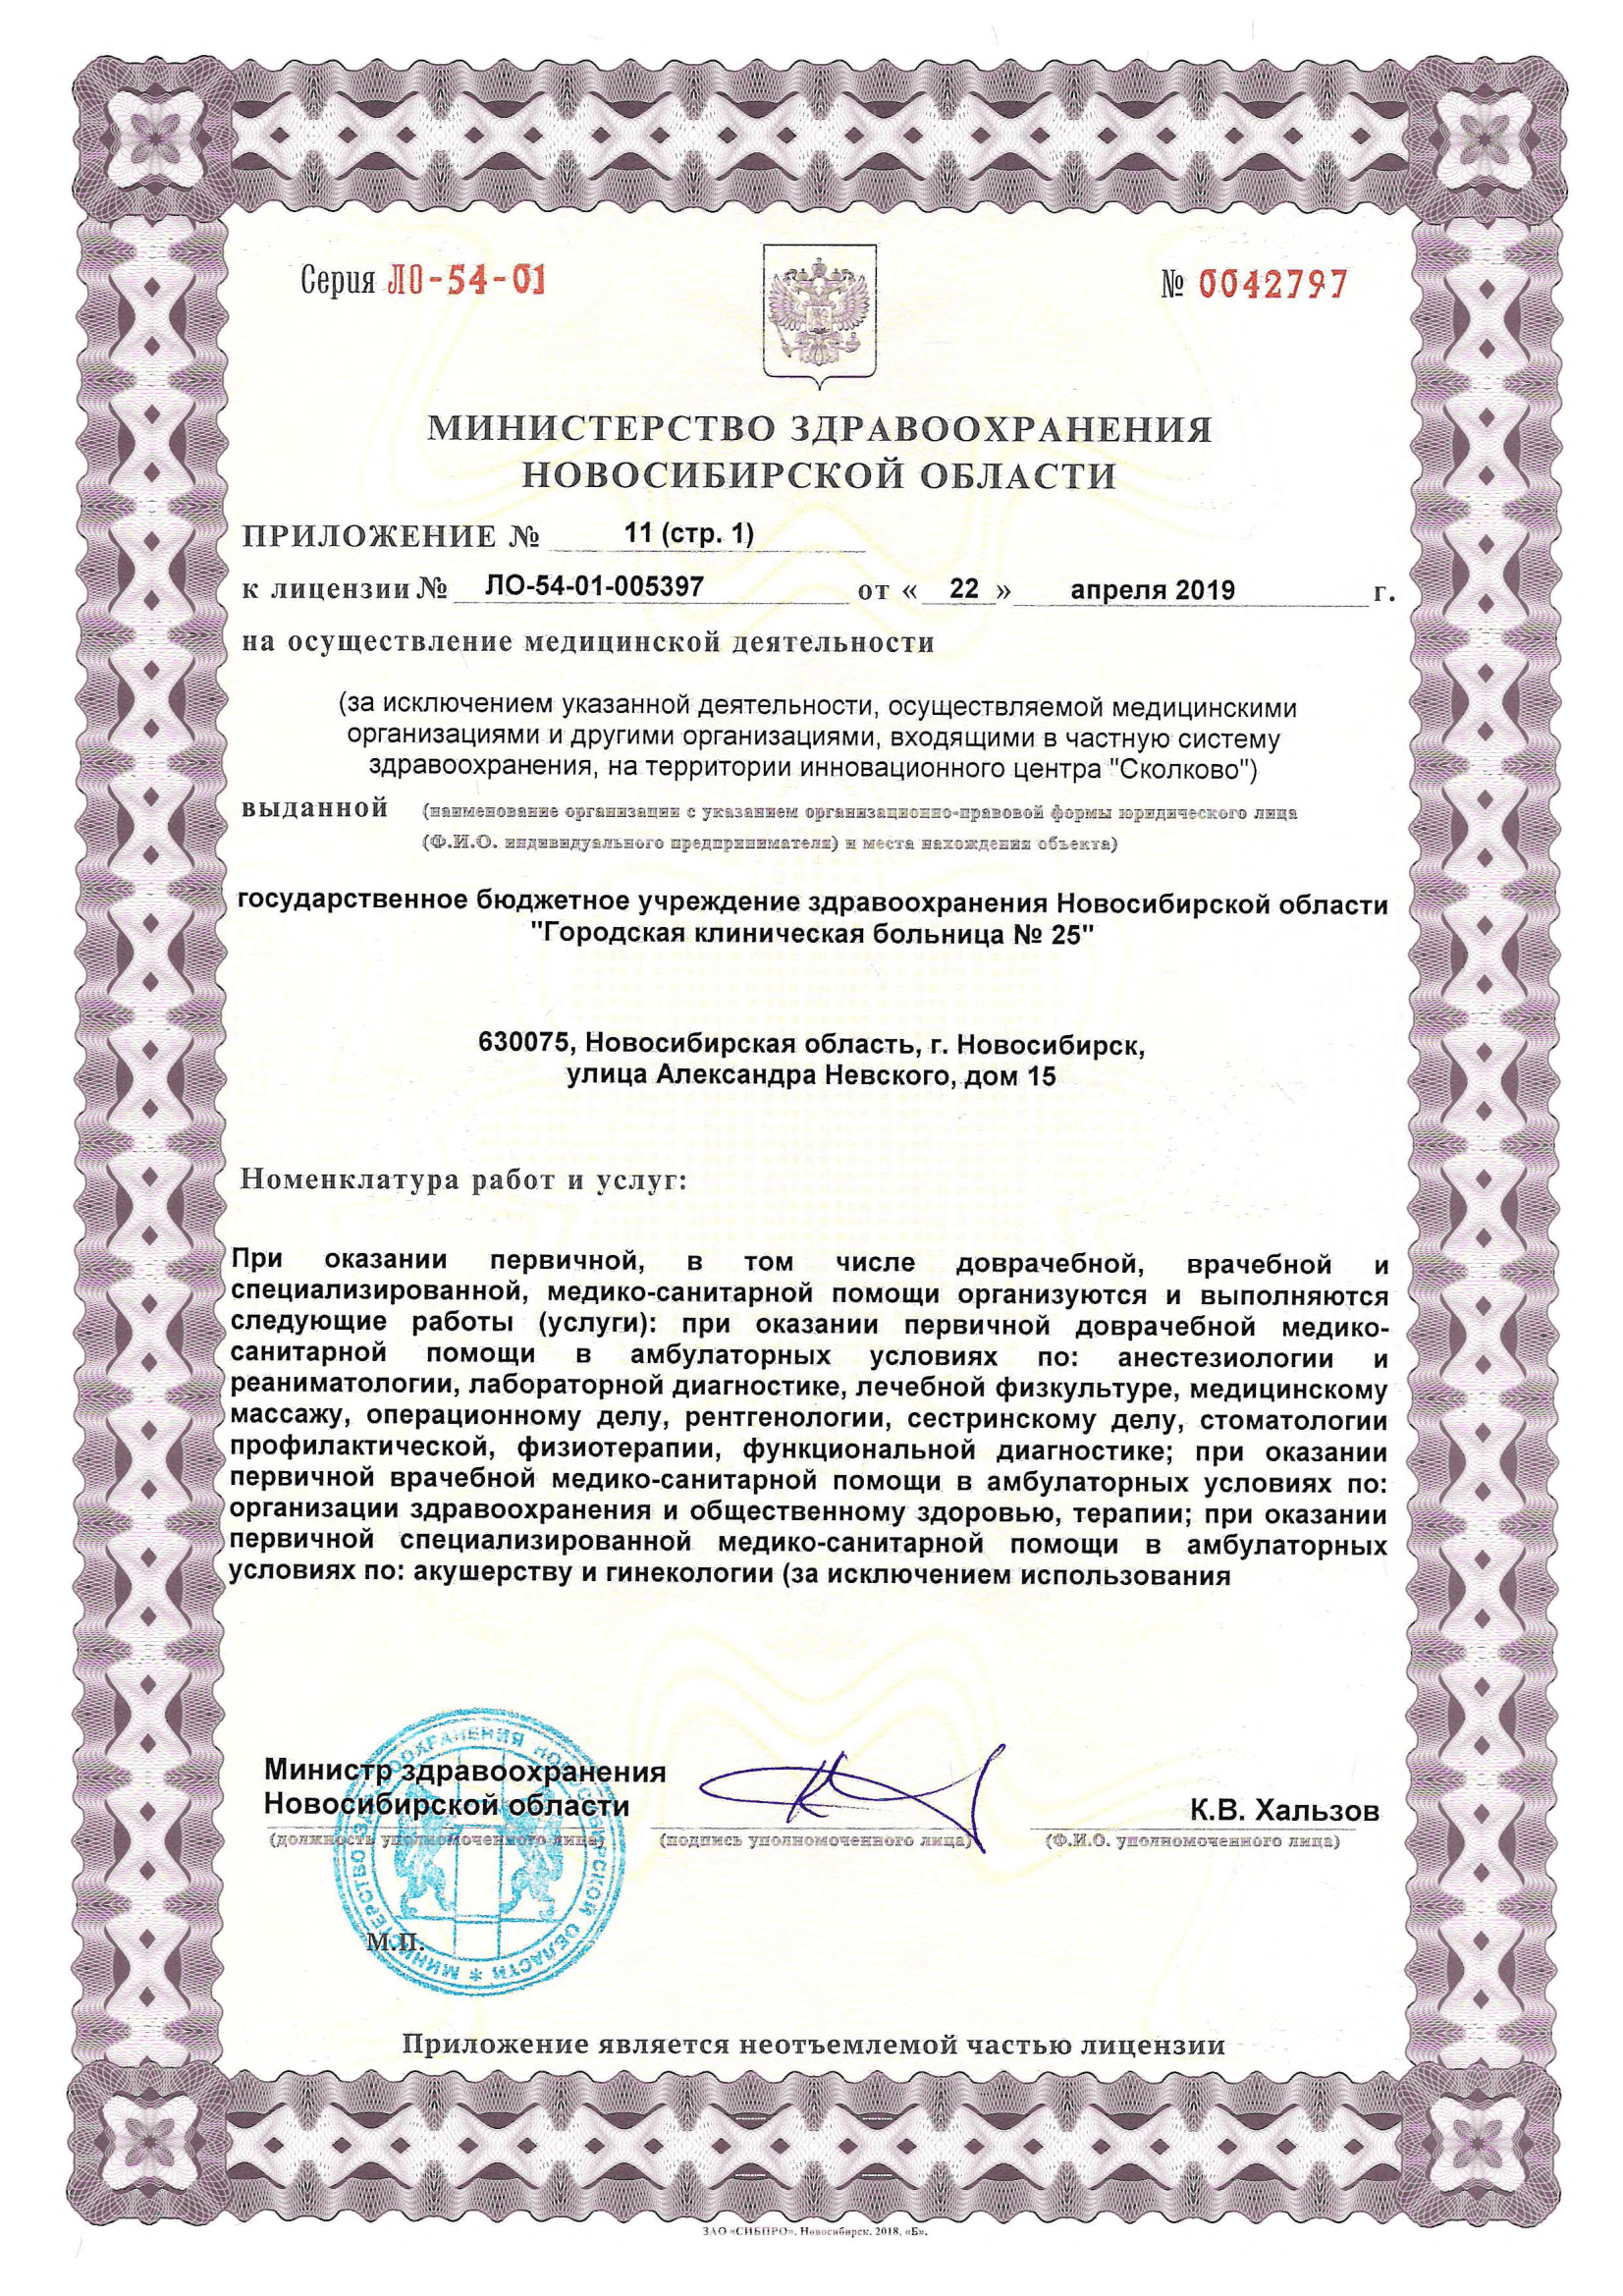 Серия ЛО-54-01
№ 0042797
МИНИСТЕРСТВО ЗДРАВООХРАНЕНИЯ
НОВОСИБИРСКОЙ ОБЛАСТИ
ПРИЛОЖЕНИЕ № 11 (стр. 1)
к лицензии № ЛО-54-01-005397 от « 22 » апреля 2019 г.
на осуществление медицинской деятельности
(за исключением указанной деятельности, осуществляемой медицинскими
организациями и другими организациями, входящими в частную систему
здравоохранения, на территории инновационного центра "Сколково")
выданной (наименование организации с указанием организационно-правовой формы юридического лица
(Ф.И.О. индивидуального предпринимателя) и места нахождения объекта)
государственное бюджетное учреждение здравоохранения Новосибирской области
"Городская клиническая больница № 25"
630075, Новосибирская область, г. Новосибирск,
улица Александра Невского, дом 15
Номенклатура работ и услуг:
При оказании первичной, в том числе доврачебной, врачебной и
специализированной, медико-санитарной помощи организуются и выполняются
следующие работы (услуги): при оказании первичной доврачебной медико-
санитарной помощи в амбулаторных условиях по: анестезиологии и
реаниматологии, лабораторной диагностике, лечебной физкультуре, медицинскому
массажу, операционному делу, рентгенологии, сестринскому делу, стоматологии
профилактической, физиотерапии, функциональной диагностике; при оказании
первичной врачебной медико-санитарной помощи в амбулаторных условиях по:
организации здравоохранения и общественному здоровью, терапии; при оказании
первичной специализированной медико-санитарной помощи в амбулаторных
условиях по: акушерству и гинекологии (за исключением использования
Министр здравоохранения
Новосибирской области
К.В. Хальзов
(должность уполномоченного лица)
(подпись уполномоченного лица)
(Ф.И.О. уполномоченного лица)
МИНИСТЕРСТВО ЗДРАВООХРАНЕНИЯ НОВОСИБИРСКОЙ ОБЛАСТИ *
М.П.
Приложение является неотъемлемой частью лицензии
ЗАО «СИБПРО», Новосибирск, 2018, «Б».